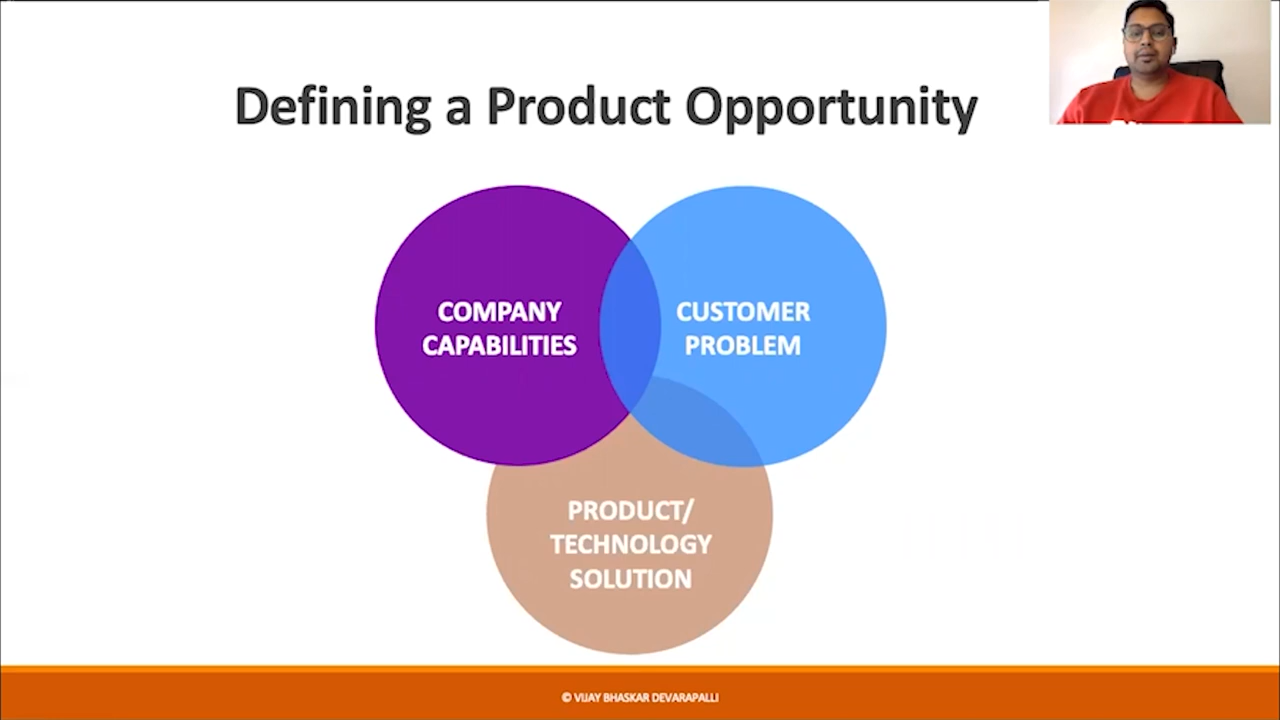 Defining a Product Opportunity
COMPANY
CAPABILITIES
CUSTOMER
PROBLEM
PRODUCT/
TECHNOLOGY
SOLUTION
© VIJAY BHASKAR DEVARAPALLI